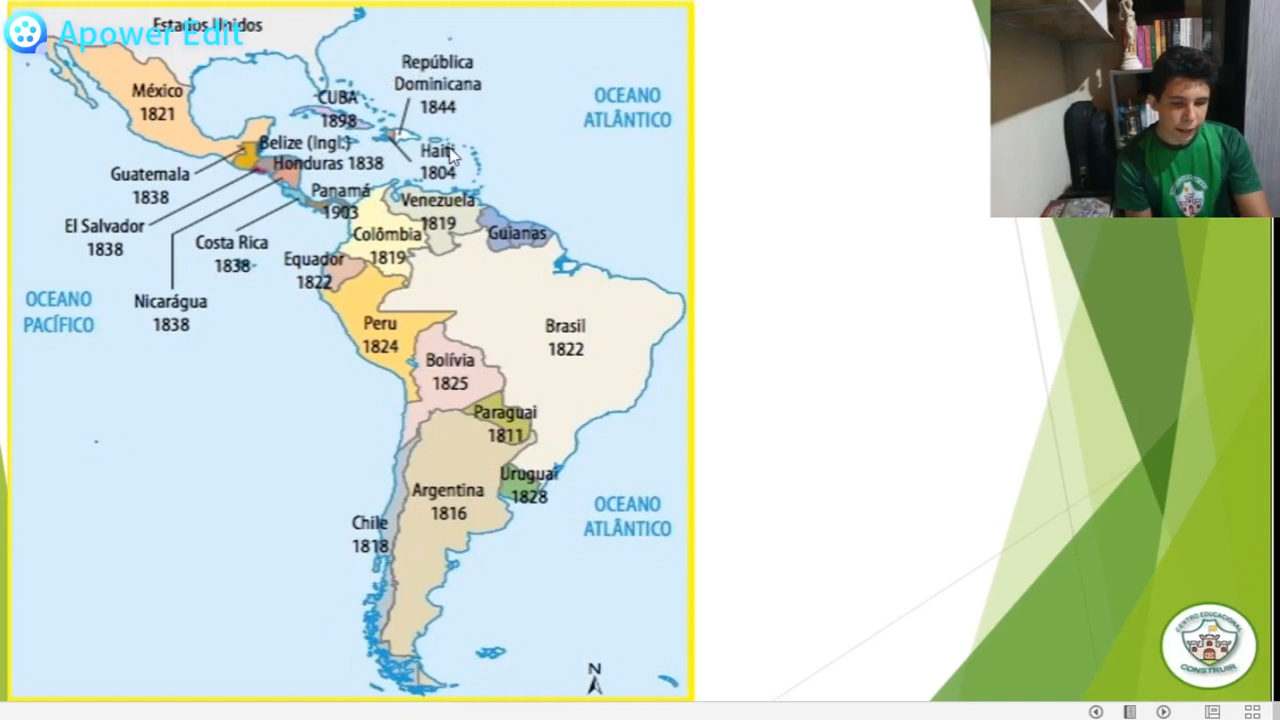 Estados Unidos
Apower Edit
República
Dominicana
1844
OCEANO
ATLÂNTICO
México
1821
CUBA
1898
Belize (Ingl.)
Haiti
1804
Honduras 1838
Guatemala
1838
Panamá
1903
Venezuela
1819
El Salvador
1838
Costa Rica
1838
Colômbia
1819
Guianas
Equador
1822
OCEANO
PACÍFICO
Nicarágua
1838
Peru
1824
Brasil
1822
Bolívia
1825
Paraguai
1811
Uruguai
1828
Argentina
1816
OCEANO
ATLÂNTICO
Chile
1818
N
CENTRO EDUCACIONAL
CONSTRUIR